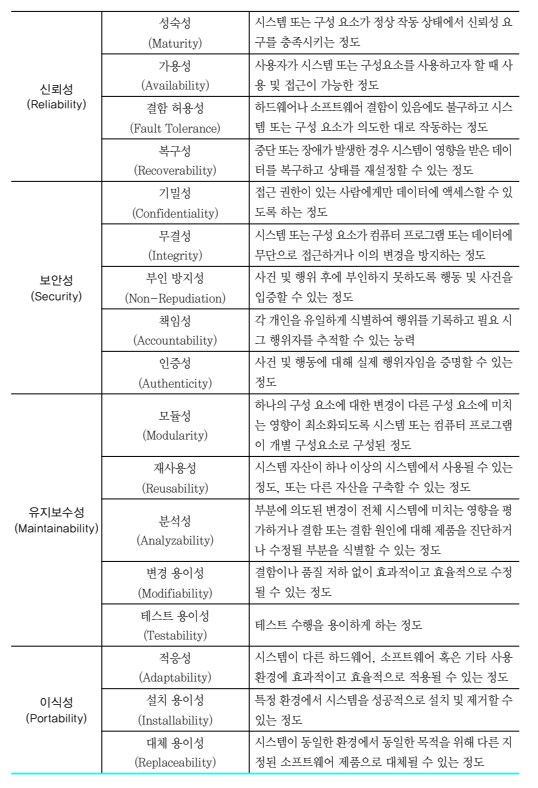 신뢰성
(Reliability)
성숙성
(Maturity)
시스템 또는 구성 요소가 정상 작동 상태에서 신뢰성 요
구를 충족시키는 정도
가용성
(Availability)
사용자가 시스템 또는 구성요소를 사용하고자 할 때 사
용 및 접근이 가능한 정도
결함 허용성
(Fault Tolerance)
하드웨어나 소프트웨어 결함이 있음에도 불구하고 시스
템 또는 구성 요소가 의도한 대로 작동하는 정도
복구성
(Recoverability)
중단 또는 장애가 발생한 경우 시스템이 영향을 받은 데이
터를 복구하고 상태를 재설정할 수 있는 정도
보안성
(Security)
기밀성
(Confidentiality)
접근 권한이 있는 사람에게만 데이터에 액세스할 수 있
도록 하는 정도
무결성
(Integrity)
시스템 또는 구성 요소가 컴퓨터 프로그램 또는 데이터에
무단으로 접근하거나 이의 변경을 방지하는 정도
부인 방지성
(Non-Repudiation)
사건 및 행위 후에 부인하지 못하도록 행동 및 사건을
입증할 수 있는 정도
책임성
(Accountability)
각 개인을 유일하게 식별하여 행위를 기록하고 필요 시
그 행위자를 추적할 수 있는 능력
인증성
(Authenticity)
사건 및 행동에 대해 실제 행위자임을 증명할 수 있는
정도
유지보수성
(Maintainability)
모듈성
(Modularity)
하나의 구성 요소에 대한 변경이 다른 구성 요소에 미치
는 영향이 최소화되도록 시스템 또는 컴퓨터 프로그램
이 개별 구성요소로 구성된 정도
재사용성
(Reusability)
시스템 자산이 하나 이상의 시스템에서 사용될 수 있는
정도, 또는 다른 자산을 구축할 수 있는 정도
분석성
(Analyzability)
부분에 의도된 변경이 전체 시스템에 미치는 영향을 평
가하거나 결함 또는 결함 원인에 대해 제품을 진단하거
나 수정될 부분을 식별할 수 있는 정도
변경 용이성
(Modifiability)
결함이나 품질 저하 없이 효과적이고 효율적으로 수정
될 수 있는 정도
테스트 용이성
(Testability)
테스트 수행을 용이하게 하는 정도
이식성
(Portability)
적응성
(Adaptability)
시스템이 다른 하드웨어, 소프트웨어 혹은 기타 사용
환경에 효과적이고 효율적으로 적용될 수 있는 정도
설치 용이성
(Installability)
특정 환경에서 시스템을 성공적으로 설치 및 제거할 수
있는 정도
대체 용이성
(Replaceability)
시스템이 동일한 환경에서 동일한 목적을 위해 다른 지
정된 소프트웨어 제품으로 대체될 수 있는 정도